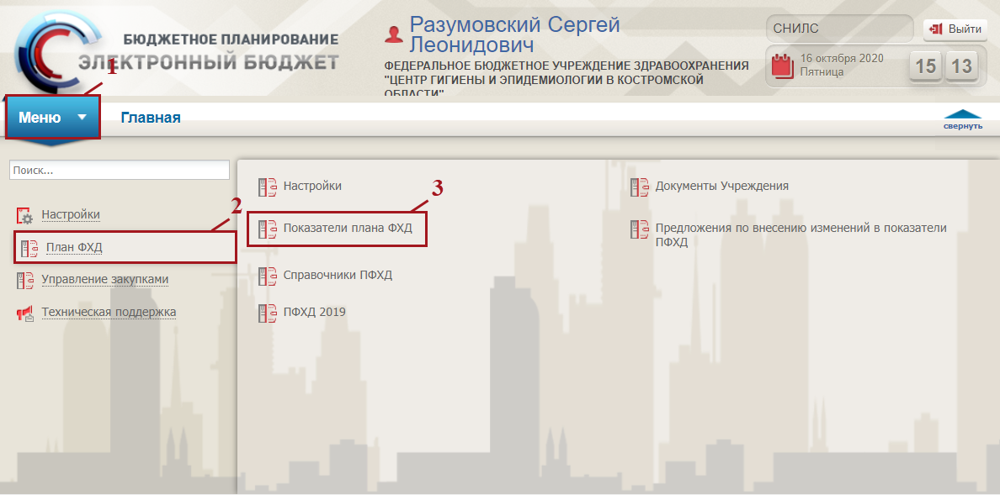 БЮДЖЕТНОЕ ПЛАНИРОВАНИЕ
ЭЛЕКТРОННЫЙ БЮДЖЕТ
Разумовский Сергей
Леонидович
ФЕДЕРАЛЬНОЕ БЮДЖЕТНОЕ УЧРЕЖДЕНИЕ ЗДРАВООХРАНЕНИЯ
"ЦЕНТР ГИГИЕНЫ И ЭПИДЕМИОЛОГИИ В КОСТРОМСКОЙ
ОБЛАСТИ"
СНИЛС
Выйти
16 октября 2020
Пятница
15 13
1
Меню
Главная
свернуть
Поиск...
Настройки
2
План ФХД
Управление закупками
Техническая поддержка
Настройки
3
Показатели плана ФХД
Справочники ПФХД
ПФХД 2019
Документы Учреждения
Предложения по внесению изменений в показатели
ПФХД